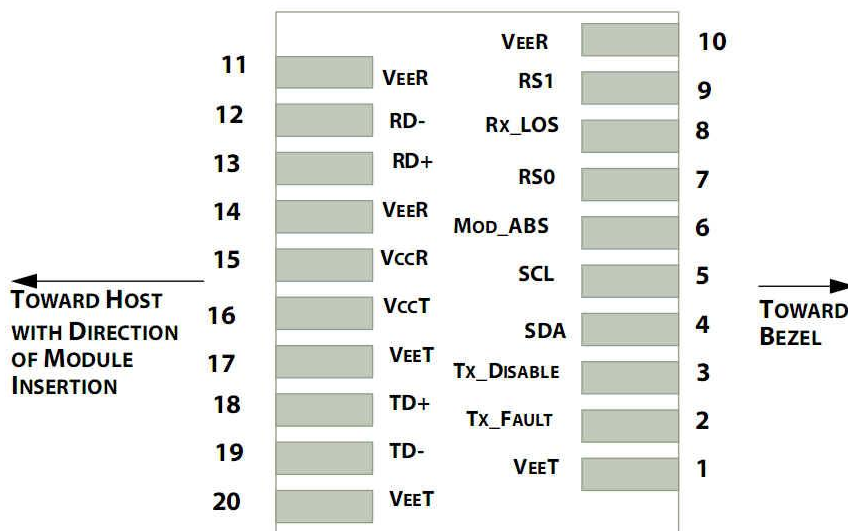 VEER 10
11 VEER
RS1 9
12 RD-
RX_LOS 8
13 RD+
RS0 7
14 VEER
MOD_ABS 6
15 VCCR
SCL 5
TOWARD HOST
WITH DIRECTION
OF MODULE
INSERTION
TOWARD
BEZEL
16 VCCT
SDA 4
17 VEET
TX_DISABLE 3
18 TD+
TX_FAULT 2
19 TD-
VEET 1
20 VEET